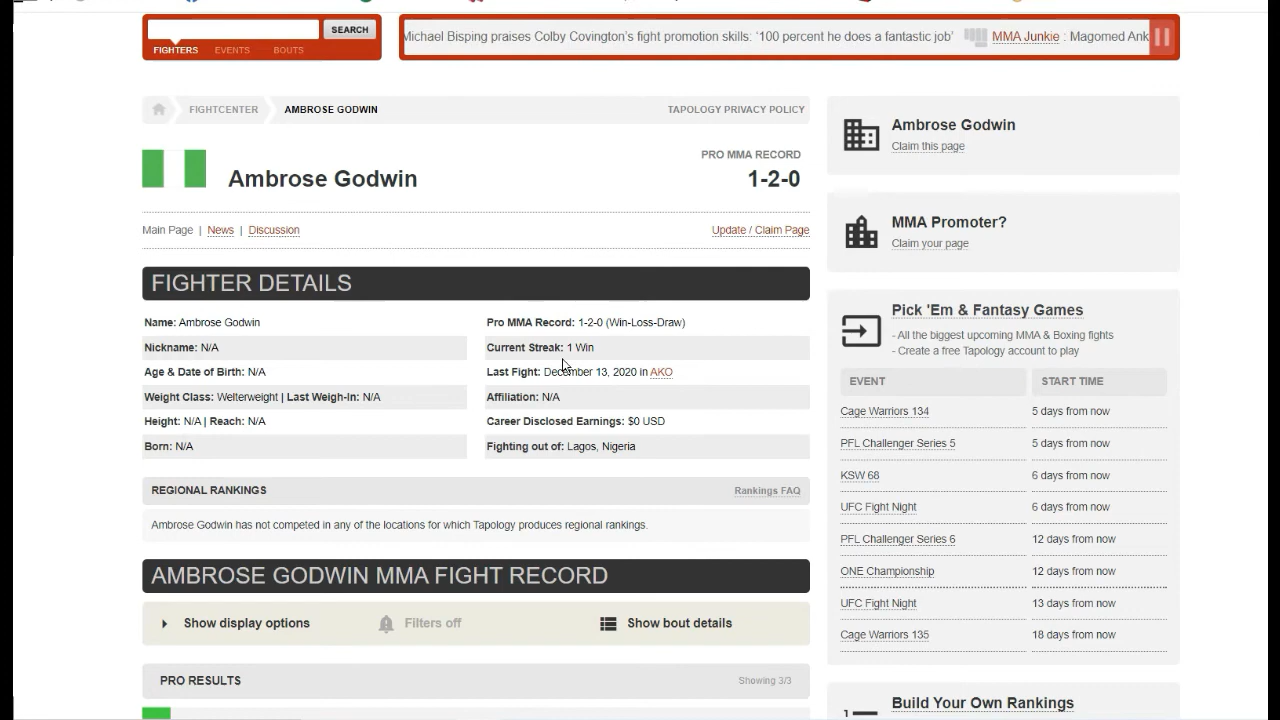 SEARCH
FIGHTERS EVENTS BOUTS
Michael Bisping praises Colby Covington's fight promotion skills: '100 percent he does a fantastic job' MMA Junkie : Magomed Ank
FIGHTCENTER AMBROSE GODWIN TAPOLOGY PRIVACY POLICY
Ambrose Godwin
PRO MMA RECORD
1-2-0
Main Page | News | Discussion Update / Claim Page
FIGHTER DETAILS
Name: Ambrose Godwin Pro MMA Record: 1-2-0 (Win-Loss-Draw)
Nickname: N/A Current Streak: 1 Win
Age & Date of Birth: N/A Last Fight: December 13, 2020 in AKO
Weight Class: Welterweight | Last Weigh-In: N/A Affiliation: N/A
Height: N/A | Reach: N/A Career Disclosed Earnings: $0 USD
Born: N/A Fighting out of: Lagos, Nigeria
REGIONAL RANKINGS Rankings FAQ
Ambrose Godwin has not competed in any of the locations for which Tapology produces regional rankings.
AMBROSE GODWIN MMA FIGHT RECORD
Show display options Filters off Show bout details
PRO RESULTS Showing 3/3
Ambrose Godwin
Claim this page
MMA Promoter?
Claim your page
Pick 'Em & Fantasy Games
- All the biggest upcoming MMA & Boxing fights
- Create a free Tapology account to play
EVENT START TIME
Cage Warriors 134 5 days from now
PFL Challenger Series 5 5 days from now
KSW 68 6 days from now
UFC Fight Night 6 days from now
PFL Challenger Series 6 12 days from now
ONE Championship 12 days from now
UFC Fight Night 13 days from now
Cage Warriors 135 18 days from now
Build Your Own Rankings
1